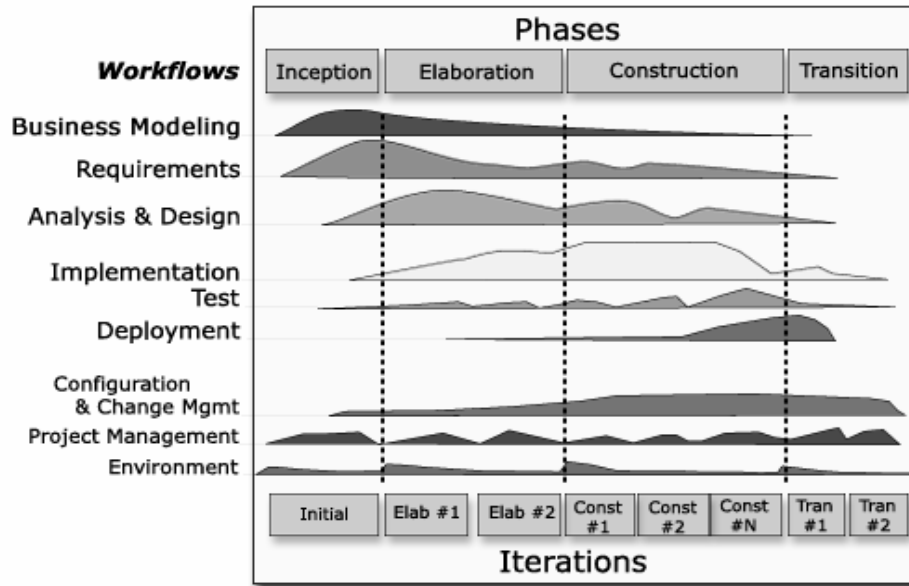 Phases
Workflows
Inception
Elaboration
Construction
Transition
Business Modeling
Requirements
Analysis & Design
Implementation
Test
Deployment
Configuration
& Change Mgmt
Project Management
Environment
Initial
Elab #1
Elab #2
Const
#1
Const
#2
Const
#N
Tran
#1
Tran
#2
Iterations